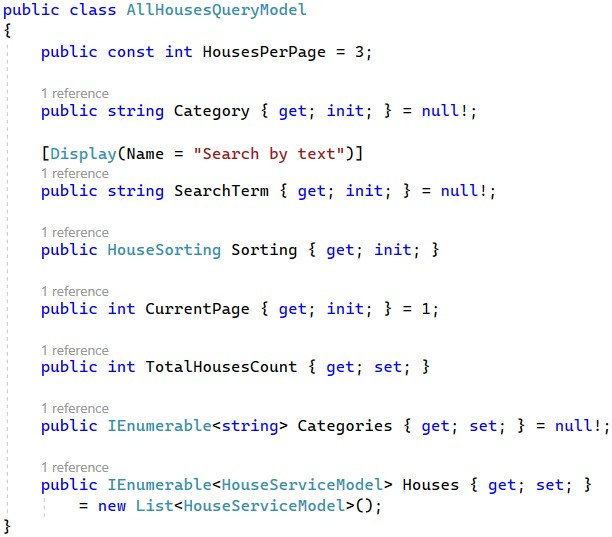 public class AllHousesQueryModel
{
public const int HousesPerPage = 3;
1 reference
public string Category { get; init; } = null!;
[Display(Name = "Search by text")]
1 reference
public string SearchTerm { get; init; } = null!;
1 reference
public HouseSorting Sorting { get; init; }
1 reference
public int CurrentPage { get; init; } = 1;
1 reference
public int TotalHousesCount { get; set; }
1 reference
public IEnumerable<string> Categories { get; set; } = null!;
1 reference
public IEnumerable<HouseServiceModel> Houses { get; set; }
= new List<HouseServiceModel>();
}